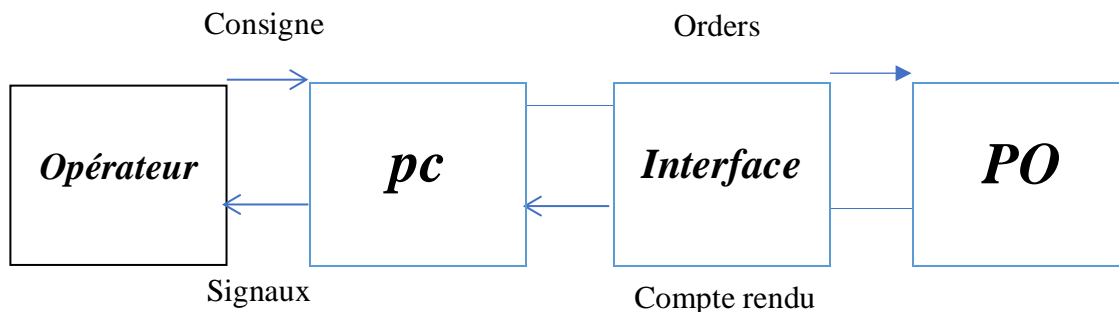 Consigne
Orders
Opérateur
pc
Interface
PO
Signaux
Compte rendu